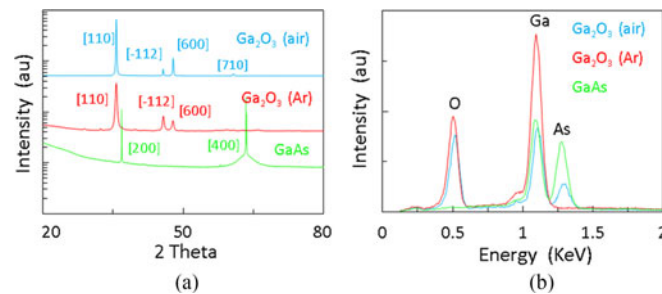 Intensity (au)
[110]
[-112]
[600]
Ga₂O₃ (air)
[710]
[110]
[-112]
[600]
Ga₂O₃ (Ar)
[200]
[400]
GaAs
20
50
80
2 Theta
(a)
Intensity (au)
Ga
O
As
Ga₂O₃ (air)
Ga₂O₃ (Ar)
GaAs
0
0.5
1
1.5
2
Energy (KeV)
(b)